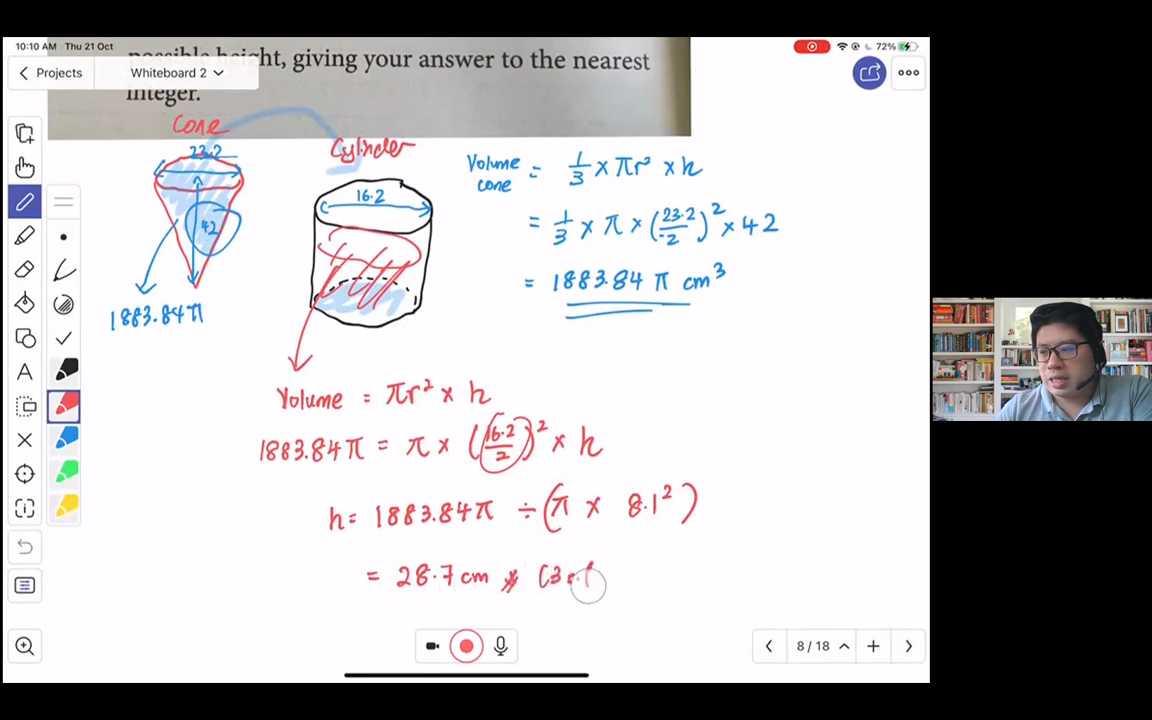 10:10 AM Thu 21 Oct
72%
Projects
Whiteboard 2
possible height, giving your answer to the nearest
integer.
Cone
23.2
42
1883.84π
Cylinder
16.2
Volume cone = 1/3 × πr² × h
= 1/3 × π × (23.2/2)² × 42
= 1883.84 π cm³
Volume = πr² × h
1883.84π = π × (16.2/2)² × h
h = 1883.84π ÷ (π × 8.1²)
= 28.7 cm (3 s.f
A
8 / 18